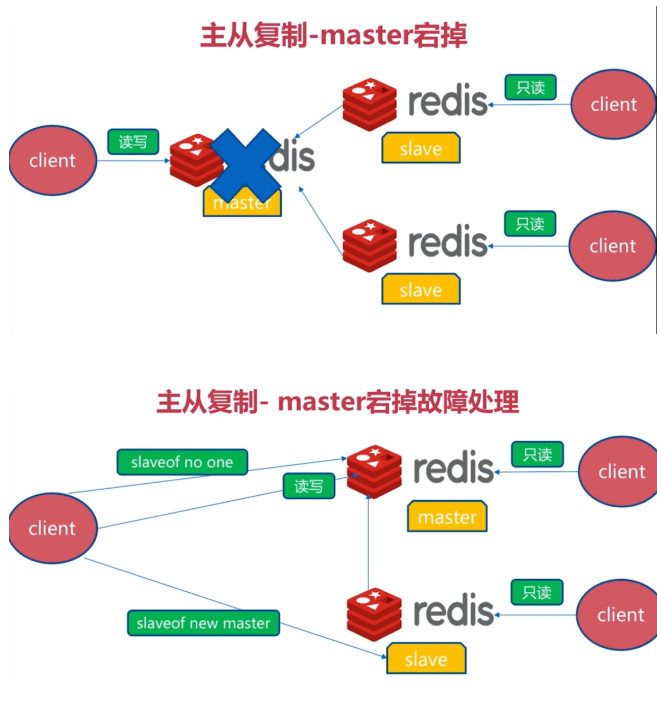 主从复制-master宕掉
redis
只读
client
slave
client
读写
dis
master
redis
只读
client
slave
主从复制- master宕掉故障处理
slaveof no one
redis
只读
client
读写
master
client
redis
只读
client
slaveof new master
slave